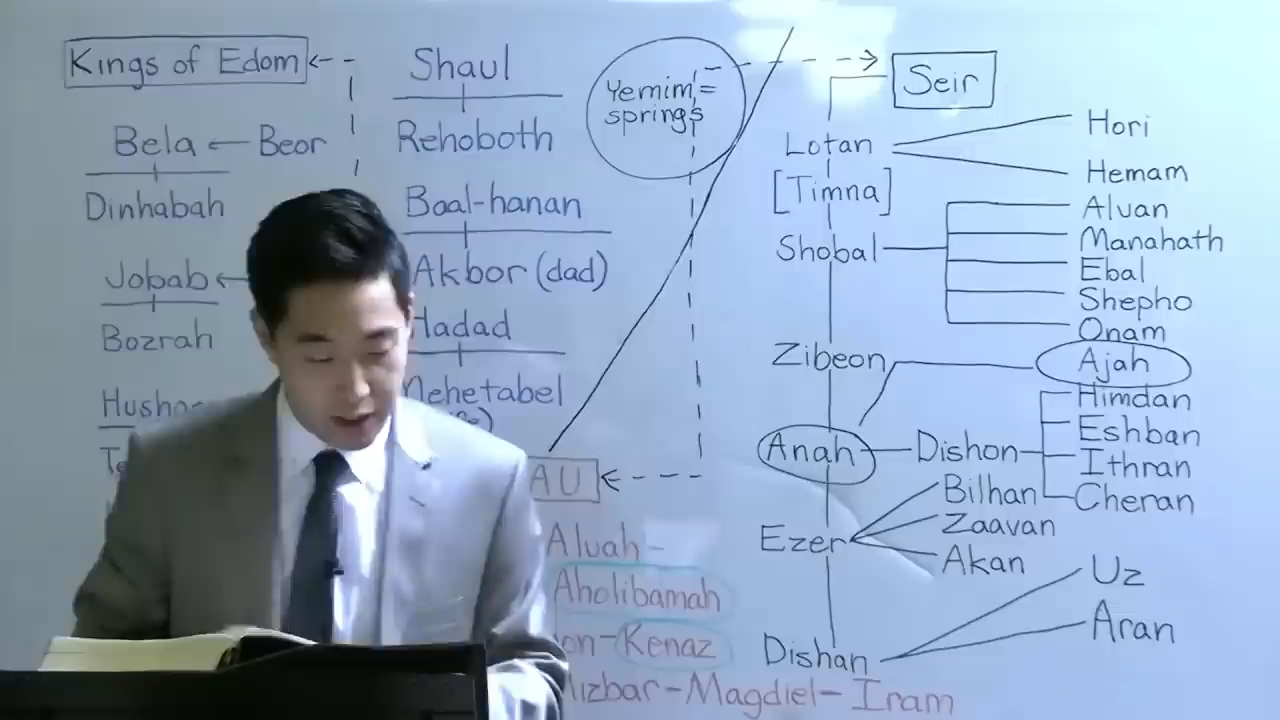 Kings of Edom
Bela ← Beor
Dinhabah
Jobab ←
Bozrah
Shaul
Rehoboth
Baal-hanan
Akbor (dad)
Hadad
Mehetabel
Yemim =
springs
Seir
Lotan
Hori
Hemam
[Timna]
Shobal
Alvan
Manahath
Ebal
Shepho
Onam
Zibeon
Ajah
Anah
Dishon
Himdan
Eshban
Ithran
Cheran
Ezer
Bilhan
Zaavan
Akan
Dishan
Uz
Aran
AU
Aluah -
Aholibamah
on - Kenaz
Mizbar - Magdiel - Iram